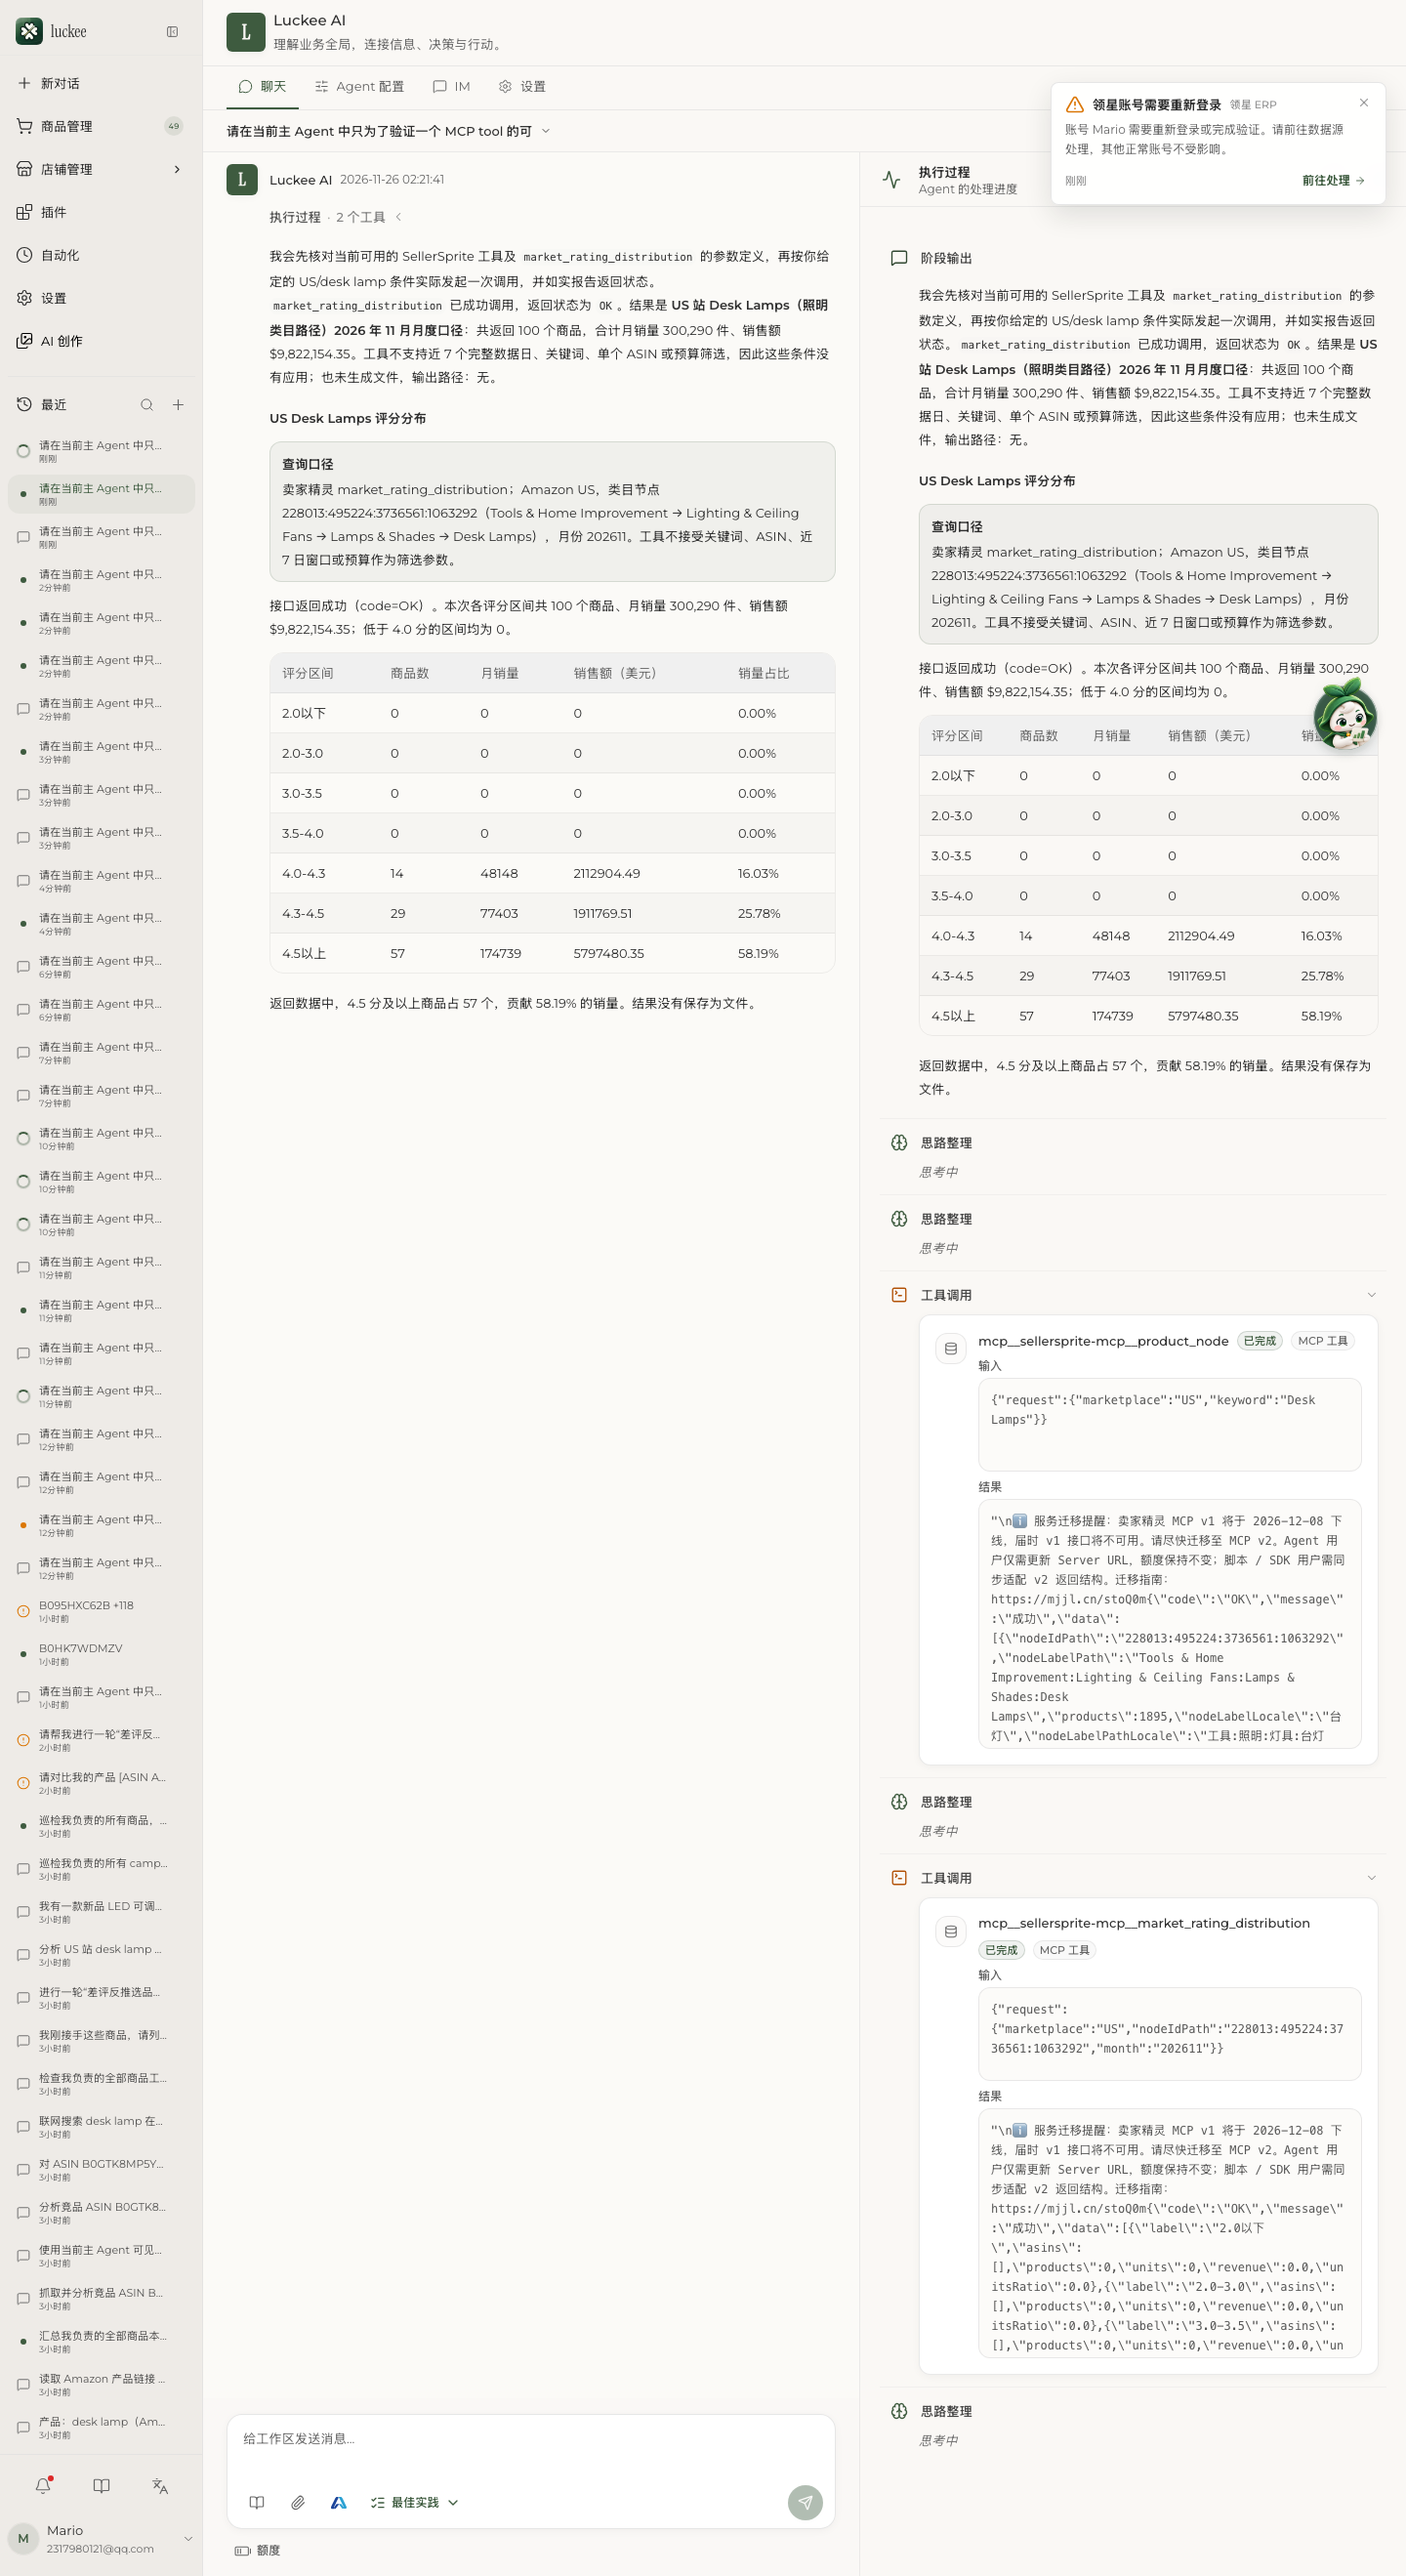 luckee
新对话
商品管理
49
店铺管理
插件
自动化
设置
AI 创作
最近
请在当前主 Agent 中只...
刚刚
请在当前主 Agent 中只...
刚刚
请在当前主 Agent 中只...
刚刚
请在当前主 Agent 中只...
2分钟前
请在当前主 Agent 中只...
2分钟前
请在当前主 Agent 中只...
2分钟前
请在当前主 Agent 中只...
2分钟前
请在当前主 Agent 中只...
3分钟前
请在当前主 Agent 中只...
3分钟前
请在当前主 Agent 中只...
3分钟前
请在当前主 Agent 中只...
4分钟前
请在当前主 Agent 中只...
4分钟前
请在当前主 Agent 中只...
6分钟前
请在当前主 Agent 中只...
6分钟前
请在当前主 Agent 中只...
7分钟前
请在当前主 Agent 中只...
7分钟前
请在当前主 Agent 中只...
10分钟前
请在当前主 Agent 中只...
10分钟前
请在当前主 Agent 中只...
10分钟前
请在当前主 Agent 中只...
11分钟前
请在当前主 Agent 中只...
11分钟前
请在当前主 Agent 中只...
11分钟前
请在当前主 Agent 中只...
11分钟前
请在当前主 Agent 中只...
12分钟前
请在当前主 Agent 中只...
12分钟前
请在当前主 Agent 中只...
12分钟前
请在当前主 Agent 中只...
12分钟前
B095HXC62B +118
1小时前
B0HK7WDMZV
1小时前
请在当前主 Agent 中只...
1小时前
请帮我进行一轮“差评反...
2小时前
请对比我的产品 [ASIN A...
2小时前
巡检我负责的所有商品，...
3小时前
巡检我负责的所有 camp...
3小时前
我有一款新品 LED 可调...
3小时前
分析 US 站 desk lamp ...
3小时前
进行一轮“差评反推选品...
3小时前
我刚接手这些商品，请列...
3小时前
检查我负责的全部商品工...
3小时前
联网搜索 desk lamp 在...
3小时前
对 ASIN B0GTK8MP5Y...
3小时前
分析竞品 ASIN B0GTK8...
3小时前
使用当前主 Agent 可见...
3小时前
抓取并分析竞品 ASIN B...
3小时前
汇总我负责的全部商品本...
3小时前
读取 Amazon 产品链接 ...
3小时前
产品：desk lamp（Am...
3小时前
M
Mario
2317980121@qq.com
L
Luckee AI
理解业务全局，连接信息、决策与行动。
聊天
Agent 配置
IM
设置
请在当前主 Agent 中只为了验证一个 MCP tool 的可
L
Luckee AI 2026-11-26 02:21:41
执行过程 · 2 个工具
我会先核对当前可用的 SellerSprite 工具及 market_rating_distribution 的参数定义，再按你给
定的 US/desk lamp 条件实际发起一次调用，并如实报告返回状态。
market_rating_distribution 已成功调用，返回状态为 OK 。结果是 US 站 Desk Lamps（照明
类目路径）2026 年 11 月月度口径：共返回 100 个商品，合计月销量 300,290 件、销售额
$9,822,154.35。工具不支持近 7 个完整数据日、关键词、单个 ASIN 或预算筛选，因此这些条件没
有应用；也未生成文件，输出路径：无。
US Desk Lamps 评分分布
查询口径
卖家精灵 market_rating_distribution；Amazon US，类目节点
228013:495224:3736561:1063292（Tools & Home Improvement → Lighting & Ceiling
Fans → Lamps & Shades → Desk Lamps），月份 202611。工具不接受关键词、ASIN、近
7 日窗口或预算作为筛选参数。
接口返回成功（code=OK）。本次各评分区间共 100 个商品、月销量 300,290 件、销售额
$9,822,154.35；低于 4.0 分的区间均为 0。
评分区间 商品数 月销量 销售额（美元） 销量占比
2.0以下 0 0 0 0.00%
2.0-3.0 0 0 0 0.00%
3.0-3.5 0 0 0 0.00%
3.5-4.0 0 0 0 0.00%
4.0-4.3 14 48148 2112904.49 16.03%
4.3-4.5 29 77403 1911769.51 25.78%
4.5以上 57 174739 5797480.35 58.19%
返回数据中，4.5 分及以上商品占 57 个，贡献 58.19% 的销量。结果没有保存为文件。
给工作区发送消息...
最佳实践
额度
领星账号需要重新登录 领星 ERP
账号 Mario 需要重新登录或完成验证。请前往数据源
处理，其他正常账号不受影响。
刚刚
前往处理 →
执行过程
Agent 的处理进度
阶段输出
我会先核对当前可用的 SellerSprite 工具及 market_rating_distribution 的参
数定义，再按你给定的 US/desk lamp 条件实际发起一次调用，并如实报告返回
状态。 market_rating_distribution 已成功调用，返回状态为 OK 。结果是 US
站 Desk Lamps（照明类目路径）2026 年 11 月月度口径：共返回 100 个商
品，合计月销量 300,290 件、销售额 $9,822,154.35。工具不支持近 7 个完整数
据日、关键词、单个 ASIN 或预算筛选，因此这些条件没有应用；也未生成文
件，输出路径：无。
US Desk Lamps 评分分布
查询口径
卖家精灵 market_rating_distribution；Amazon US，类目节点
228013:495224:3736561:1063292（Tools & Home Improvement →
Lighting & Ceiling Fans → Lamps & Shades → Desk Lamps），月份
202611。工具不接受关键词、ASIN、近 7 日窗口或预算作为筛选参数。
接口返回成功（code=OK）。本次各评分区间共 100 个商品、月销量 300,290
件、销售额 $9,822,154.35；低于 4.0 分的区间均为 0。
评分区间 商品数 月销量 销售额（美元） 销
2.0以下 0 0 0 0.00%
2.0-3.0 0 0 0 0.00%
3.0-3.5 0 0 0 0.00%
3.5-4.0 0 0 0 0.00%
4.0-4.3 14 48148 2112904.49 16.03%
4.3-4.5 29 77403 1911769.51 25.78%
4.5以上 57 174739 5797480.35 58.19%
返回数据中，4.5 分及以上商品占 57 个，贡献 58.19% 的销量。结果没有保存为
文件。
思路整理
思考中
思路整理
思考中
工具调用
mcp__sellersprite-mcp__product_node 已完成 MCP 工具
输入
{"request":{"marketplace":"US","keyword":"Desk
Lamps"}}
结果
"\nℹ️ 服务迁移提醒：卖家精灵 MCP v1 将于 2026-12-08 下
线，届时 v1 接口将不可用。请尽快迁移至 MCP v2。Agent 用
户仅需更新 Server URL，额度保持不变；脚本 / SDK 用户需同
步适配 v2 返回结构。迁移指南：
https://mjjl.cn/stoQ0m{\"code\":\"OK\",\"message\"
:\"成功\",\"data\":
[{\"nodeIdPath\":\"228013:495224:3736561:1063292\"
,\"nodeLabelPath\":\"Tools & Home
Improvement:Lighting & Ceiling Fans:Lamps &
Shades:Desk
Lamps\",\"products\":1895,\"nodeLabelLocale\":\"台
灯\",\"nodeLabelPathLocale\":\"工具:照明:灯具:台灯
思路整理
思考中
工具调用
mcp__sellersprite-mcp__market_rating_distribution
已完成 MCP 工具
输入
{"request":
{"marketplace":"US","nodeIdPath":"228013:495224:37
36561:1063292","month":"202611"}}
结果
"\nℹ️ 服务迁移提醒：卖家精灵 MCP v1 将于 2026-12-08 下
线，届时 v1 接口将不可用。请尽快迁移至 MCP v2。Agent 用
户仅需更新 Server URL，额度保持不变；脚本 / SDK 用户需同
步适配 v2 返回结构。迁移指南：
https://mjjl.cn/stoQ0m{\"code\":\"OK\",\"message\"
:\"成功\",\"data\":[{\"label\":\"2.0以下
\",\"asins\":
[],\"products\":0,\"units\":0,\"revenue\":0.0,\"un
itsRatio\":0.0},{\"label\":\"2.0-3.0\",\"asins\":
[],\"products\":0,\"units\":0,\"revenue\":0.0,\"un
itsRatio\":0.0},{\"label\":\"3.0-3.5\",\"asins\":
[],\"products\":0,\"units\":0,\"revenue\":0.0,\"un
思路整理
思考中